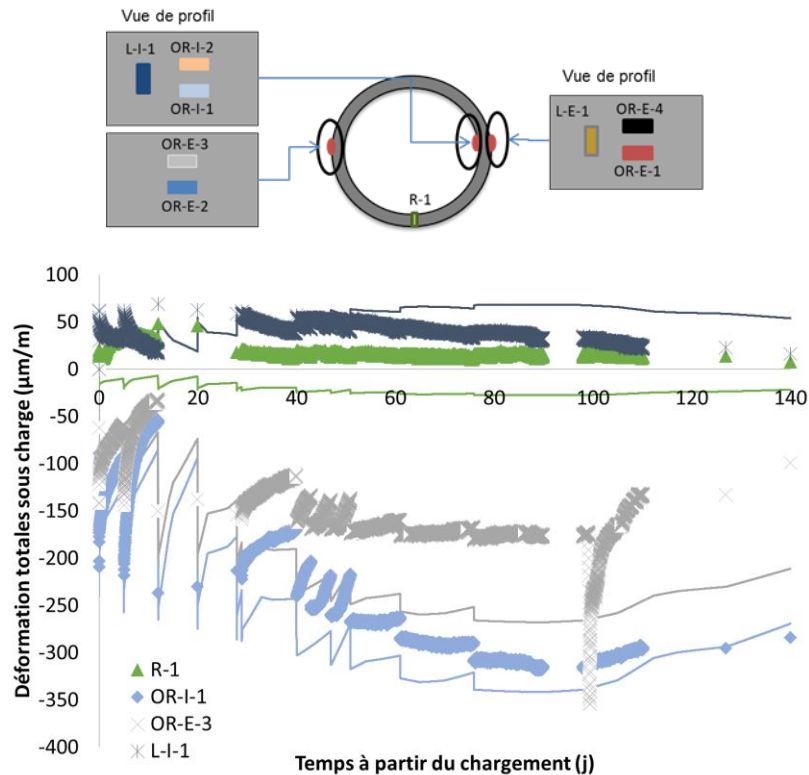 Vue de profil
L-I-1
OR-I-2
OR-I-1
OR-E-3
OR-E-2
R-1
Vue de profil
L-E-1
OR-E-4
OR-E-1
Déformation totales sous charge (µm/m)
100
50
0
-50
-100
-150
-200
-250
-300
-350
-400
0
20
40
60
80
100
120
140
R-1
OR-I-1
OR-E-3
L-I-1
Temps à partir du chargement (j)